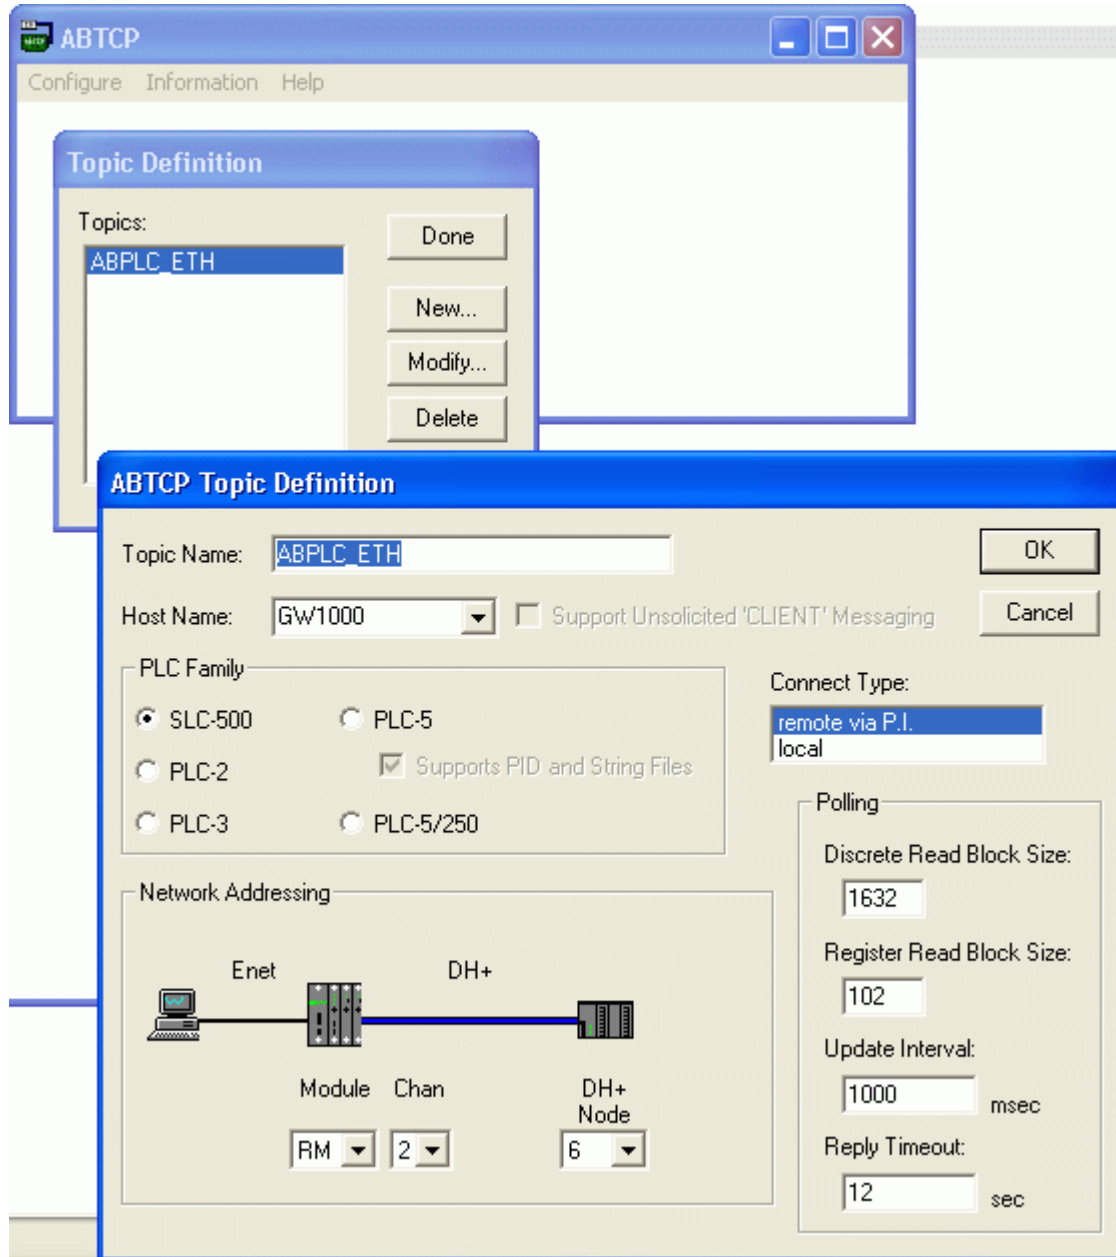 ABTCP
Configure Information Help
Topic Definition
Topics:
ABPLC_ETH
Done
New...
Modify...
Delete
ABTCP Topic Definition
Topic Name: ABPLC_ETH
OK
Host Name: GW1000 Support Unsolicited 'CLIENT' Messaging
Cancel
PLC Family
SLC-500 PLC-5
Supports PID and String Files
PLC-2
PLC-3 PLC-5/250
Connect Type:
remote via P.I.
local
Network Addressing
Enet DH+
Module Chan DH+
Node
RM 2 6
Polling
Discrete Read Block Size:
1632
Register Read Block Size:
102
Update Interval:
1000 msec
Reply Timeout:
12 sec